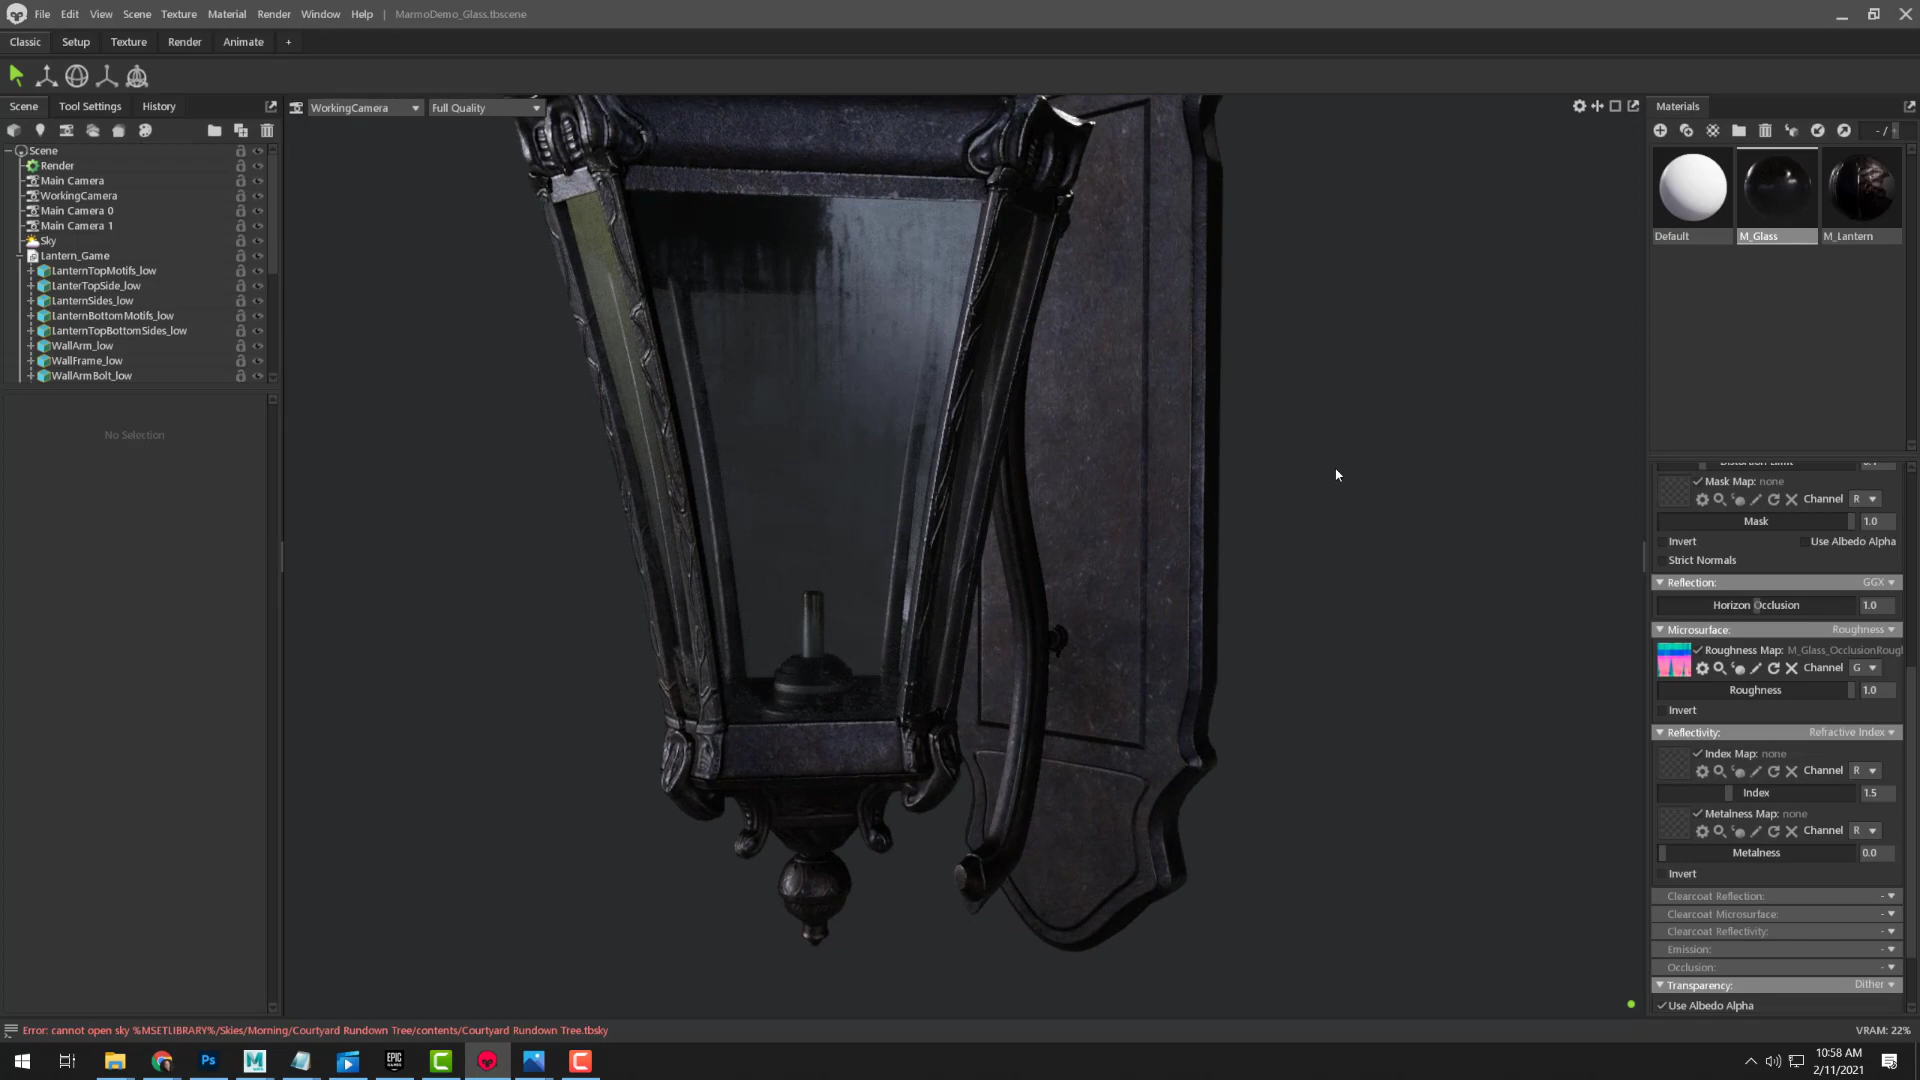 File Edit View Scene Texture Material Render Window Help | MarmoDemo_Glass.tbscene
Classic Setup Texture Render Animate +
Scene Tool Settings History
WorkingCamera Full Quality
Materials
- /
Scene
Render
Main Camera
WorkingCamera
Main Camera 0
Main Camera 1
Sky
Lantern_Game
LanternTopMotifs_low
LanterTopSide_low
LanternSides_low
LanternBottomMotifs_low
LanternTopBottomSides_low
WallArm_low
WallFrame_low
WallArmBolt_low
No Selection
Default M_Glass M_Lantern
Distortion Limit
Mask Map: none
Channel R
Mask 1.0
Invert Use Albedo Alpha
Strict Normals
Reflection: GGX
Horizon Occlusion 1.0
Microsurface: Roughness
Roughness Map: M_Glass_OcclusionRough
Channel G
Roughness 1.0
Invert
Reflectivity: Refractive Index
Index Map: none
Channel R
Index 1.5
Metalness Map: none
Channel R
Metalness 0.0
Invert
Clearcoat Reflection: -
Clearcoat Microsurface: -
Clearcoat Reflectivity: -
Emission: -
Occlusion: -
Transparency: Dither
Use Albedo Alpha
Error: cannot open sky %MSETLIBRARY%/Skies/Morning/Courtyard Rundown Tree/contents/Courtyard Rundown Tree.tbsky
VRAM: 22%
Ps M EPIC GAMES C C
10:58 AM
2/11/2021